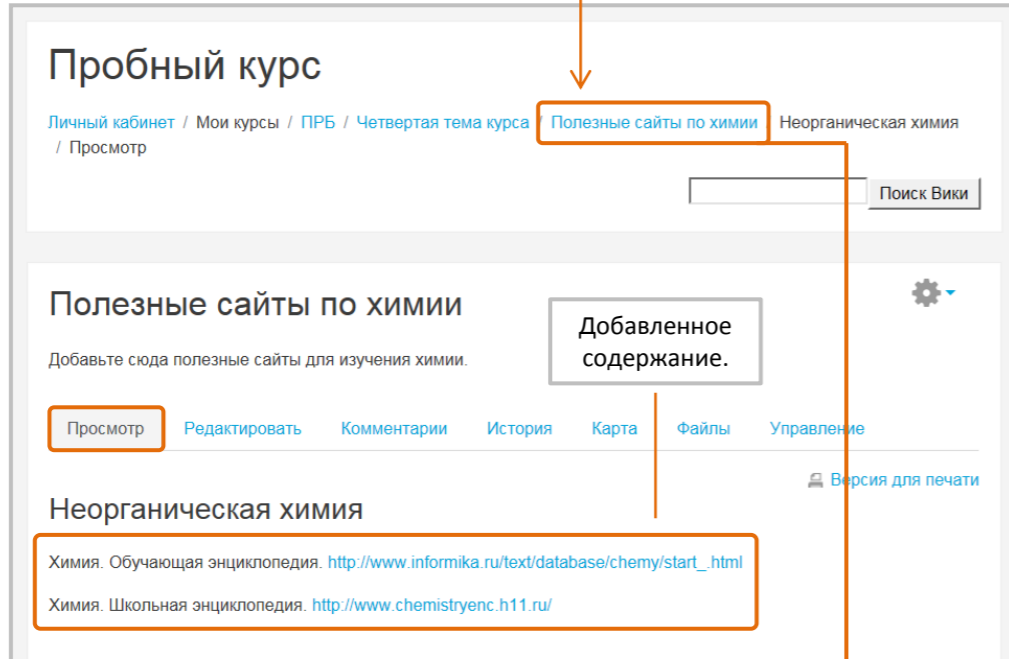 Пробный курс
Личный кабинет / Мои курсы / ПРБ / Четвертая тема курса / Полезные сайты по химии Неорганическая химия
/ Просмотр
Поиск Вики
Полезные сайты по химии
Добавьте сюда полезные сайты для изучения химии.
Добавленное
содержание.
Просмотр Редактировать Комментарии История Карта Файлы Управление
Версия для печати
Неорганическая химия
Химия. Обучающая энциклопедия. http://www.informika.ru/text/database/chemy/start_.html
Химия. Школьная энциклопедия. http://www.chemistryenc.h11.ru/